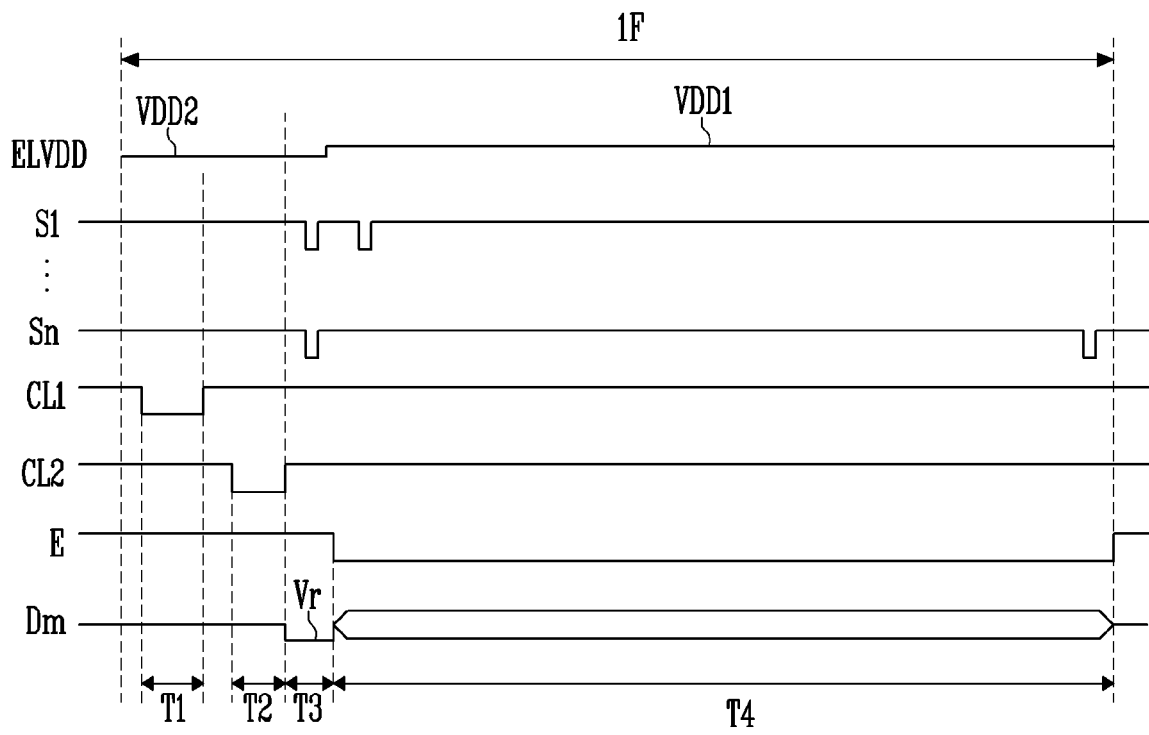 1F
VDD2
VDD1
ELVDD
S1
⋮
Sn
CL1
CL2
E
Vr
Dm
T1
T2
T3
T4